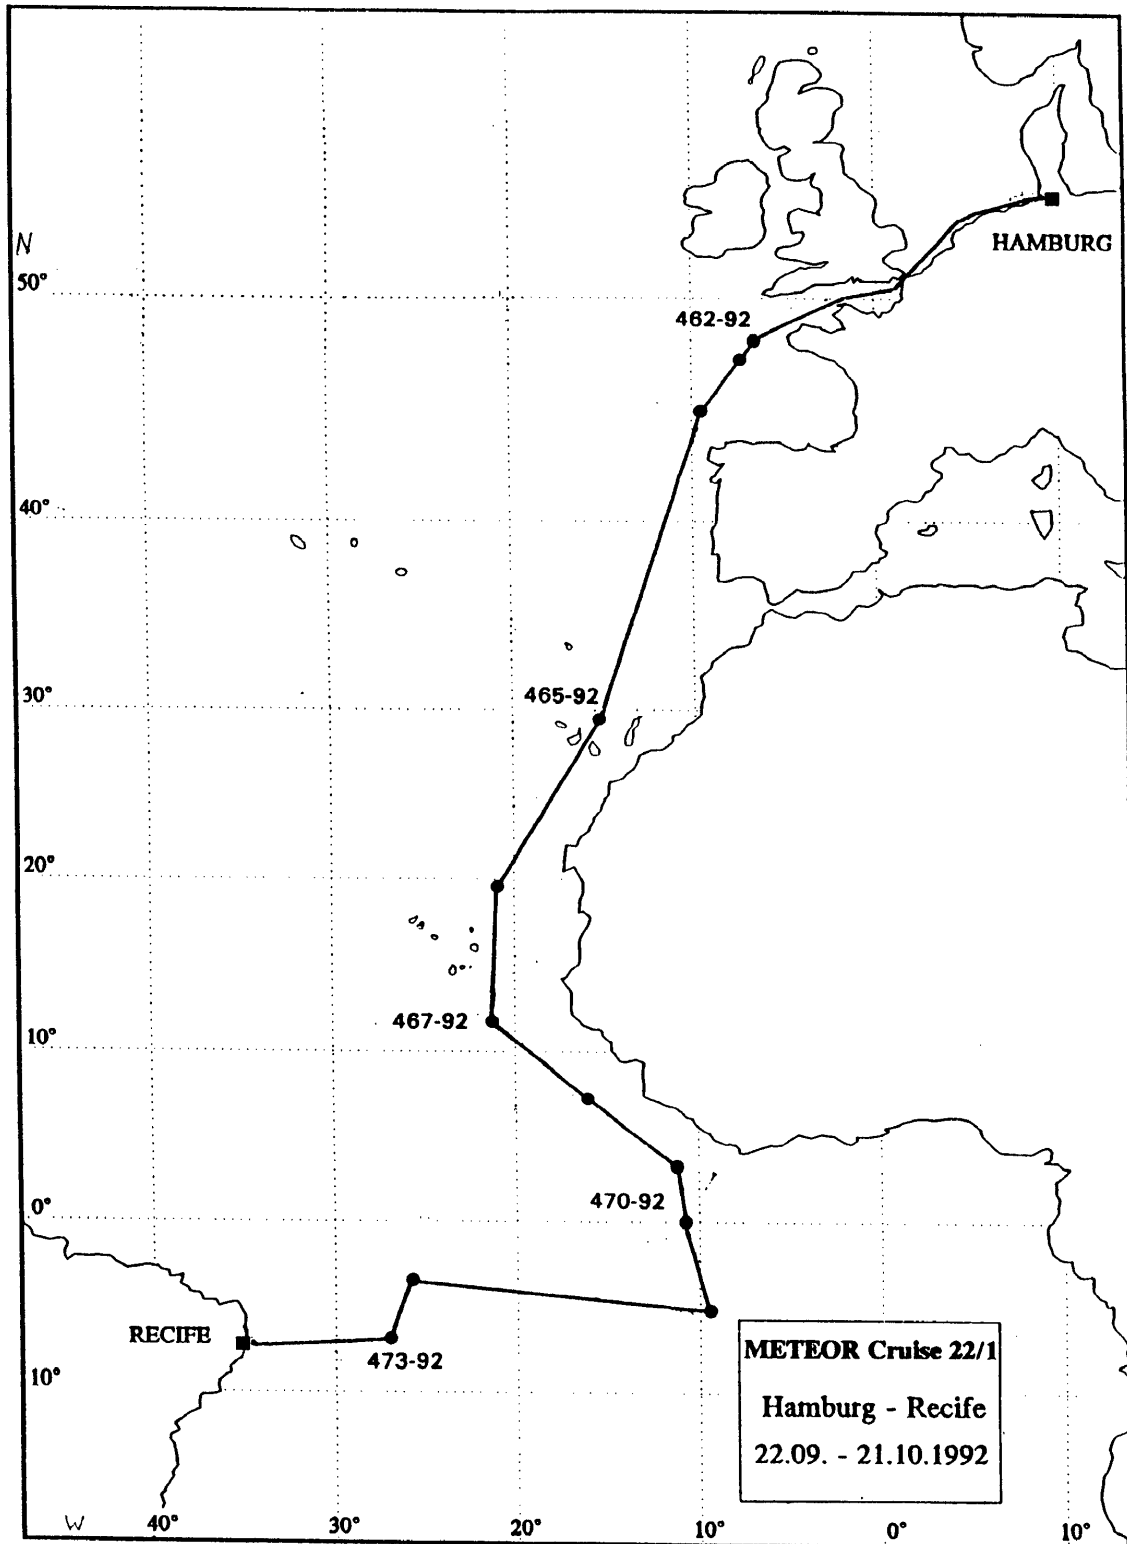 N
HAMBURG
50°
462-92
40°
30°
465-92
20°
467-92
10°
470-92
0°
RECIFE
473-92
METEOR Cruise 22/1
10°
Hamburg - Recife
22.09. - 21.10.1992
W 40° 30° 20° 10° 0° 10°